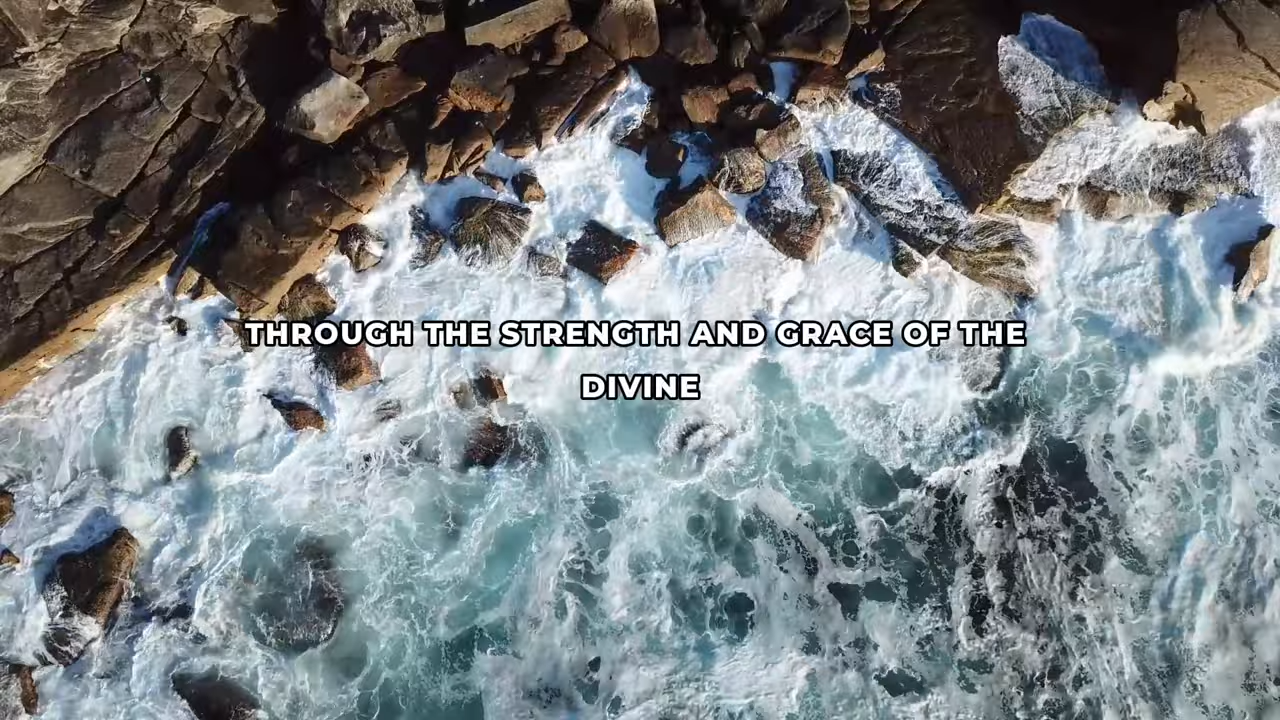 THROUGH THE STRENGTH AND GRACE OF THE
DIVINE